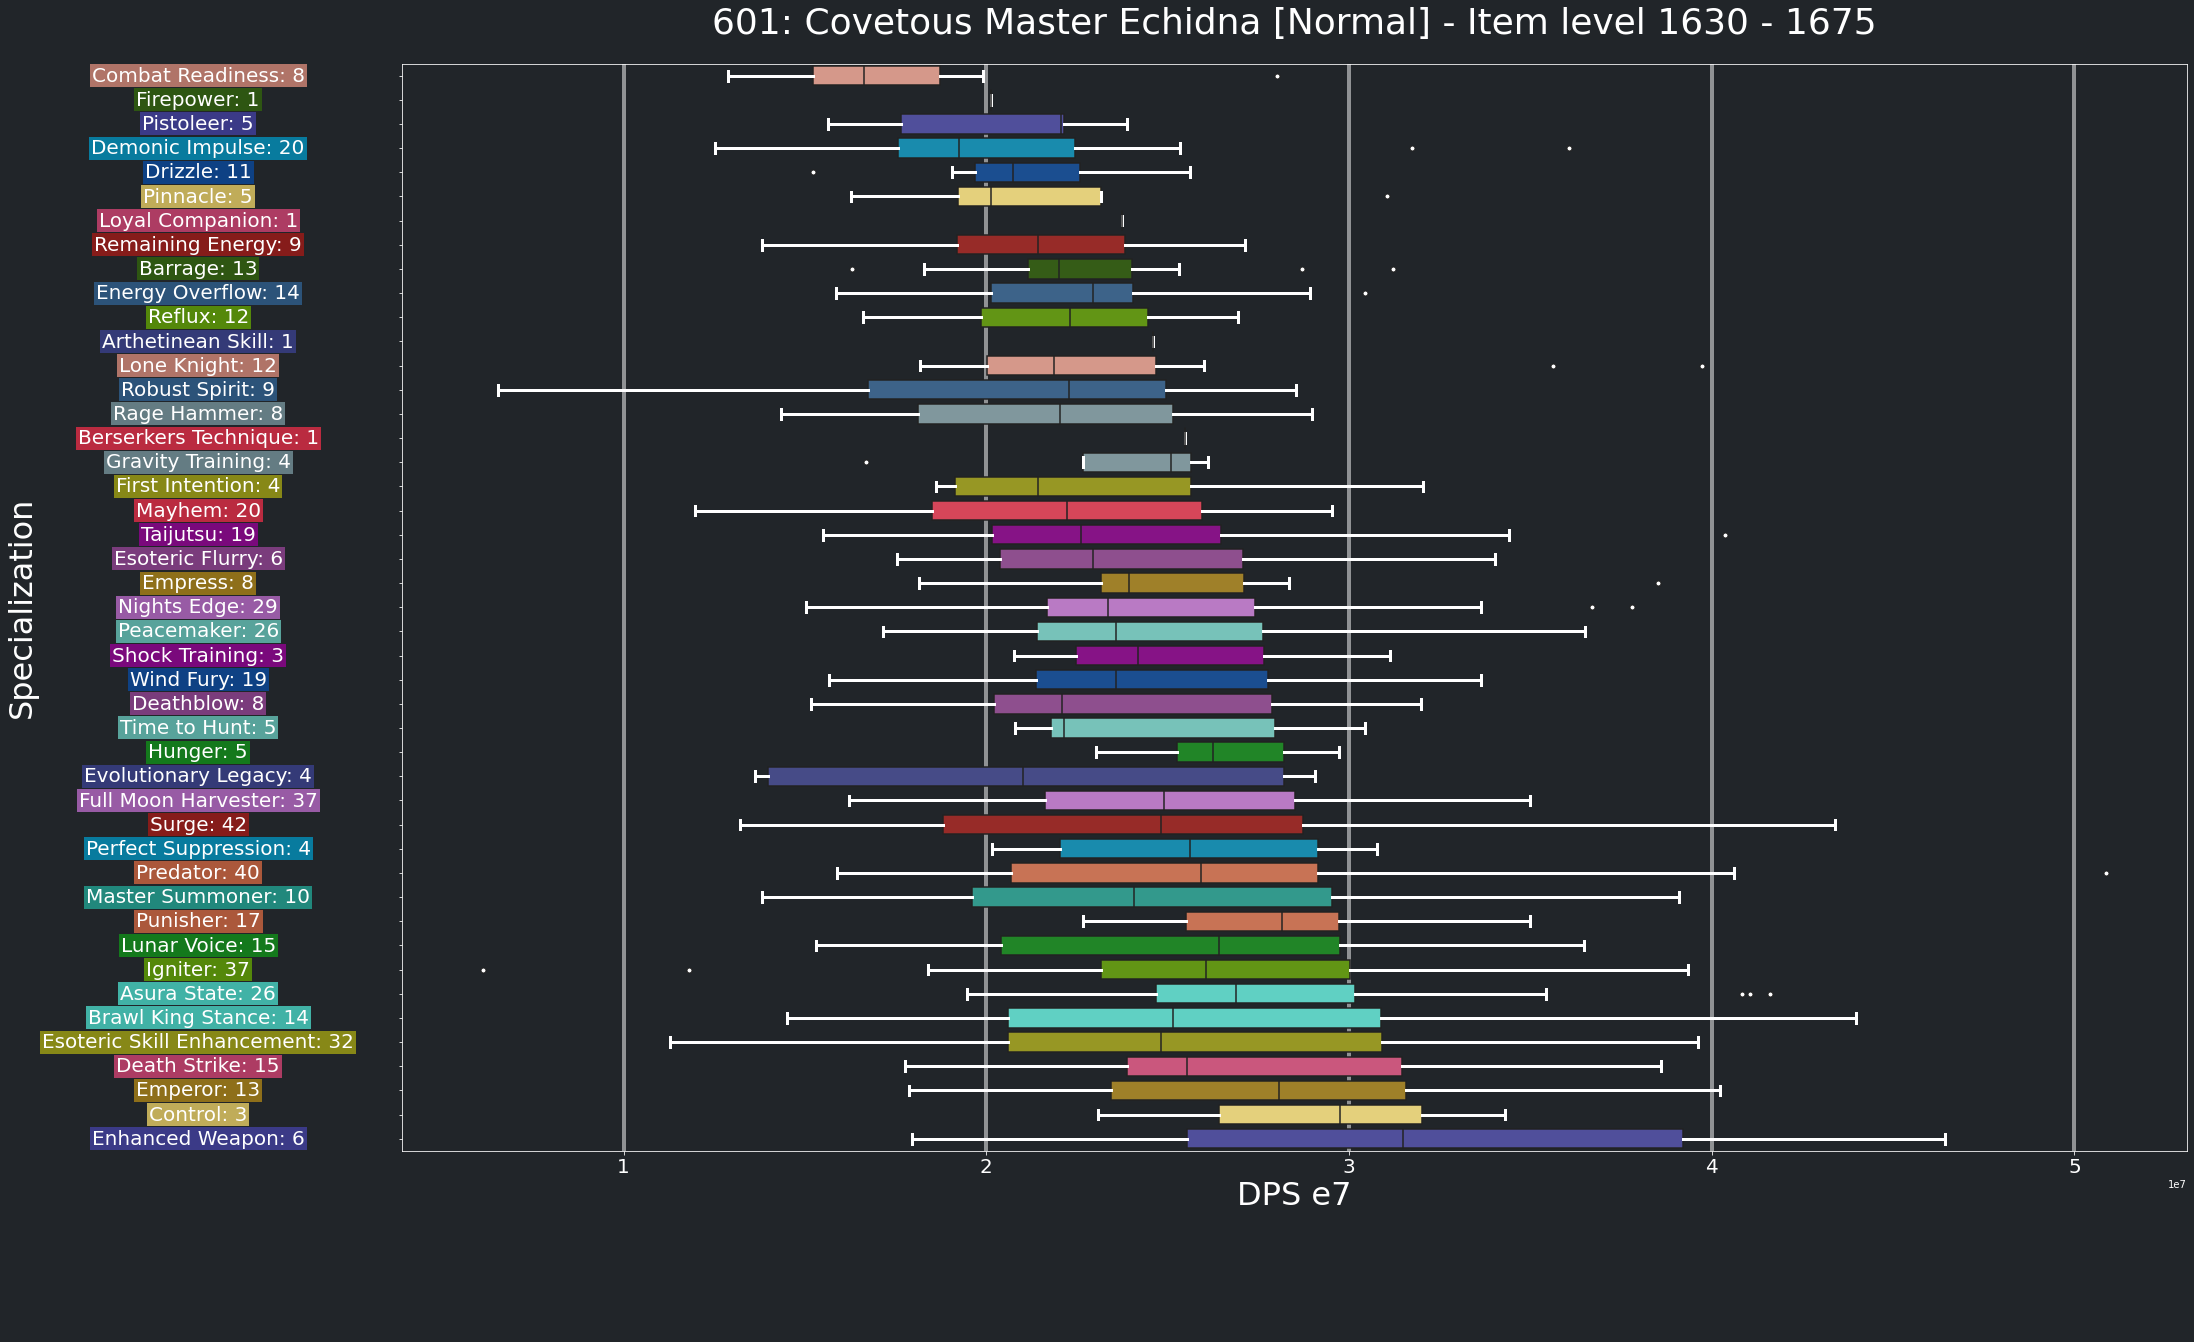 601: Covetous Master Echidna [Normal] - Item level 1630 - 1675
Specialization
Combat Readiness: 8
Firepower: 1
Pistoleer: 5
Demonic Impulse: 20
Drizzle: 11
Pinnacle: 5
Loyal Companion: 1
Remaining Energy: 9
Barrage: 13
Energy Overflow: 14
Reflux: 12
Arthetinean Skill: 1
Lone Knight: 12
Robust Spirit: 9
Rage Hammer: 8
Berserkers Technique: 1
Gravity Training: 4
First Intention: 4
Mayhem: 20
Taijutsu: 19
Esoteric Flurry: 6
Empress: 8
Nights Edge: 29
Peacemaker: 26
Shock Training: 3
Wind Fury: 19
Deathblow: 8
Time to Hunt: 5
Hunger: 5
Evolutionary Legacy: 4
Full Moon Harvester: 37
Surge: 42
Perfect Suppression: 4
Predator: 40
Master Summoner: 10
Punisher: 17
Lunar Voice: 15
Igniter: 37
Asura State: 26
Brawl King Stance: 14
Esoteric Skill Enhancement: 32
Death Strike: 15
Emperor: 13
Control: 3
Enhanced Weapon: 6
1 2 3 4 5
DPS e7
1e7